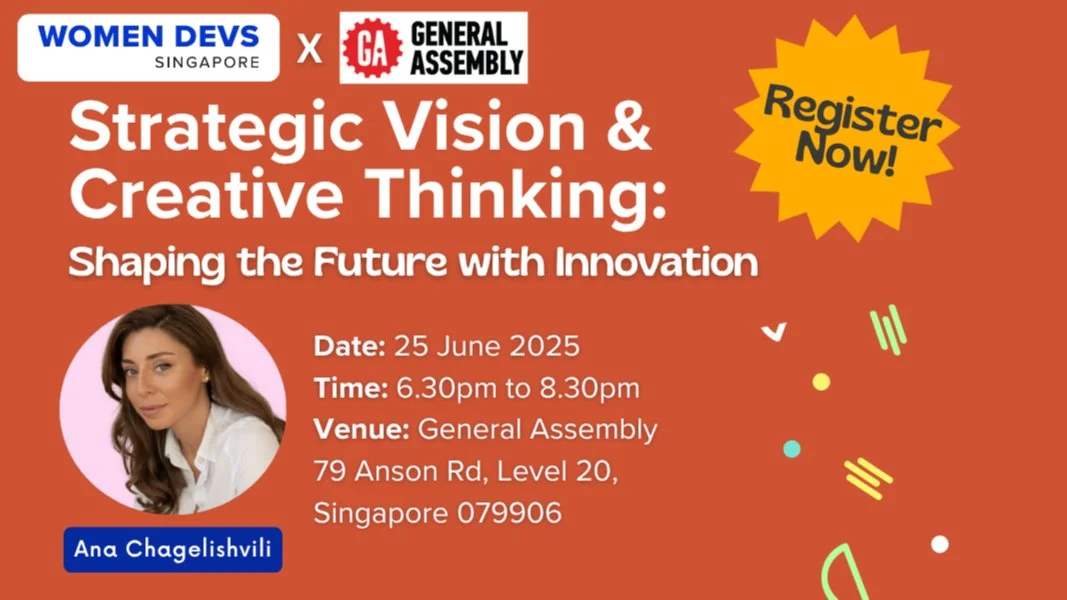 WOMEN DEVS
SINGAPORE
X
GA
GENERAL
ASSEMBLY
Strategic Vision &
Creative Thinking:
Shaping the Future with Innovation
Register
Now!
Date: 25 June 2025
Time: 6.30pm to 8.30pm
Venue: General Assembly
79 Anson Rd, Level 20,
Singapore 079906
Ana Chagelishvili